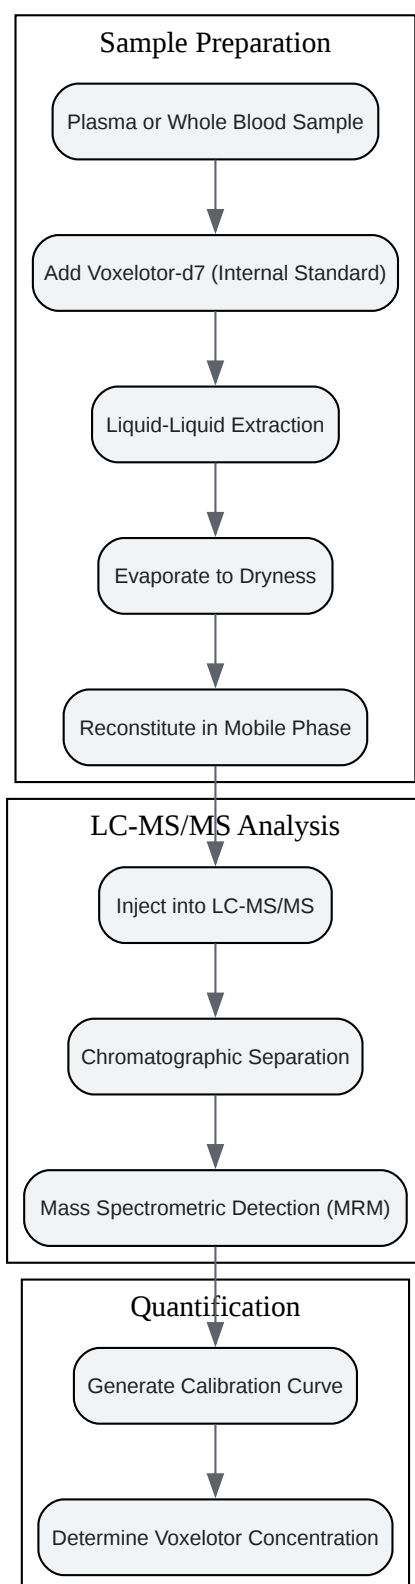 Sample Preparation
Plasma or Whole Blood Sample
Add Voxelotor-d7 (Internal Standard)
Liquid-Liquid Extraction
Evaporate to Dryness
Reconstitute in Mobile Phase
LC-MS/MS Analysis
Inject into LC-MS/MS
Chromatographic Separation
Mass Spectrometric Detection (MRM)
Quantification
Generate Calibration Curve
Determine Voxelotor Concentration